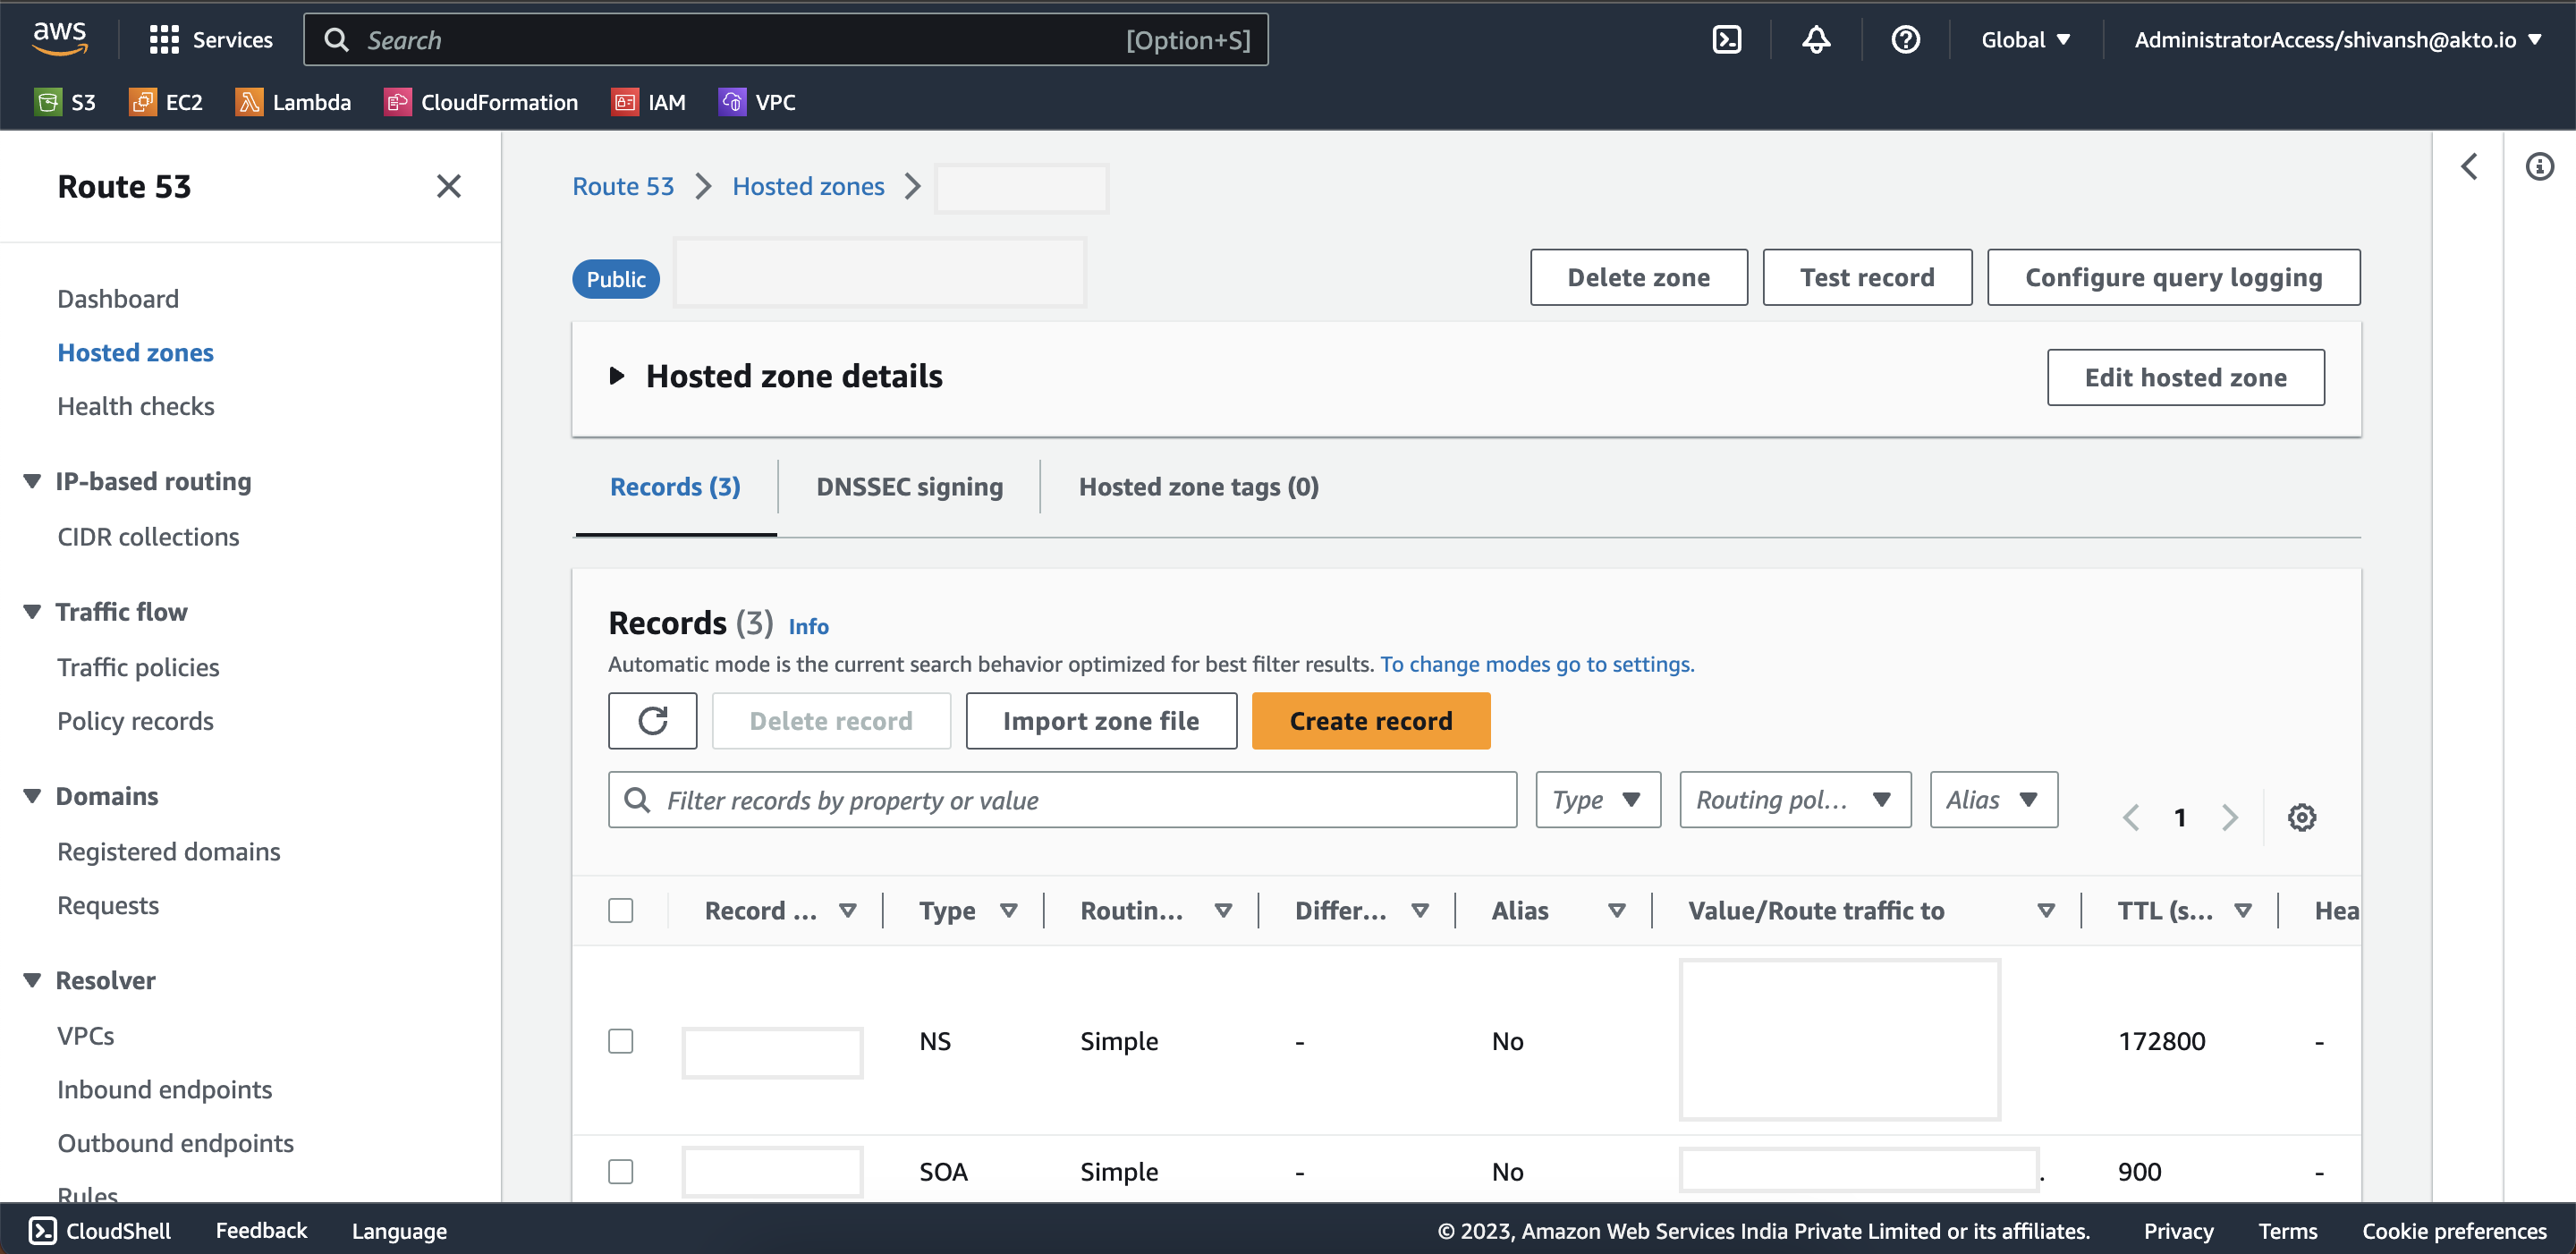 aws
Services
Search
[Option+S]
Global
AdministratorAccess/shivansh@akto.io
S3
EC2
Lambda
CloudFormation
IAM
VPC
Route 53
Dashboard
Hosted zones
Health checks
IP-based routing
CIDR collections
Traffic flow
Traffic policies
Policy records
Domains
Registered domains
Requests
Resolver
VPCs
Inbound endpoints
Outbound endpoints
Rules
Route 53
Hosted zones
Public
Delete zone
Test record
Configure query logging
Hosted zone details
Edit hosted zone
Records (3)
DNSSEC signing
Hosted zone tags (0)
Records (3) Info
Automatic mode is the current search behavior optimized for best filter results. To change modes go to settings.
Delete record
Import zone file
Create record
Filter records by property or value
Type
Routing pol...
Alias
1
Record ...
Type
Routin...
Differ...
Alias
Value/Route traffic to
TTL (s...
Hea
NS
Simple
-
No
172800
-
SOA
Simple
-
No
.
900
-
CloudShell
Feedback
Language
© 2023, Amazon Web Services India Private Limited or its affiliates.
Privacy
Terms
Cookie preferences